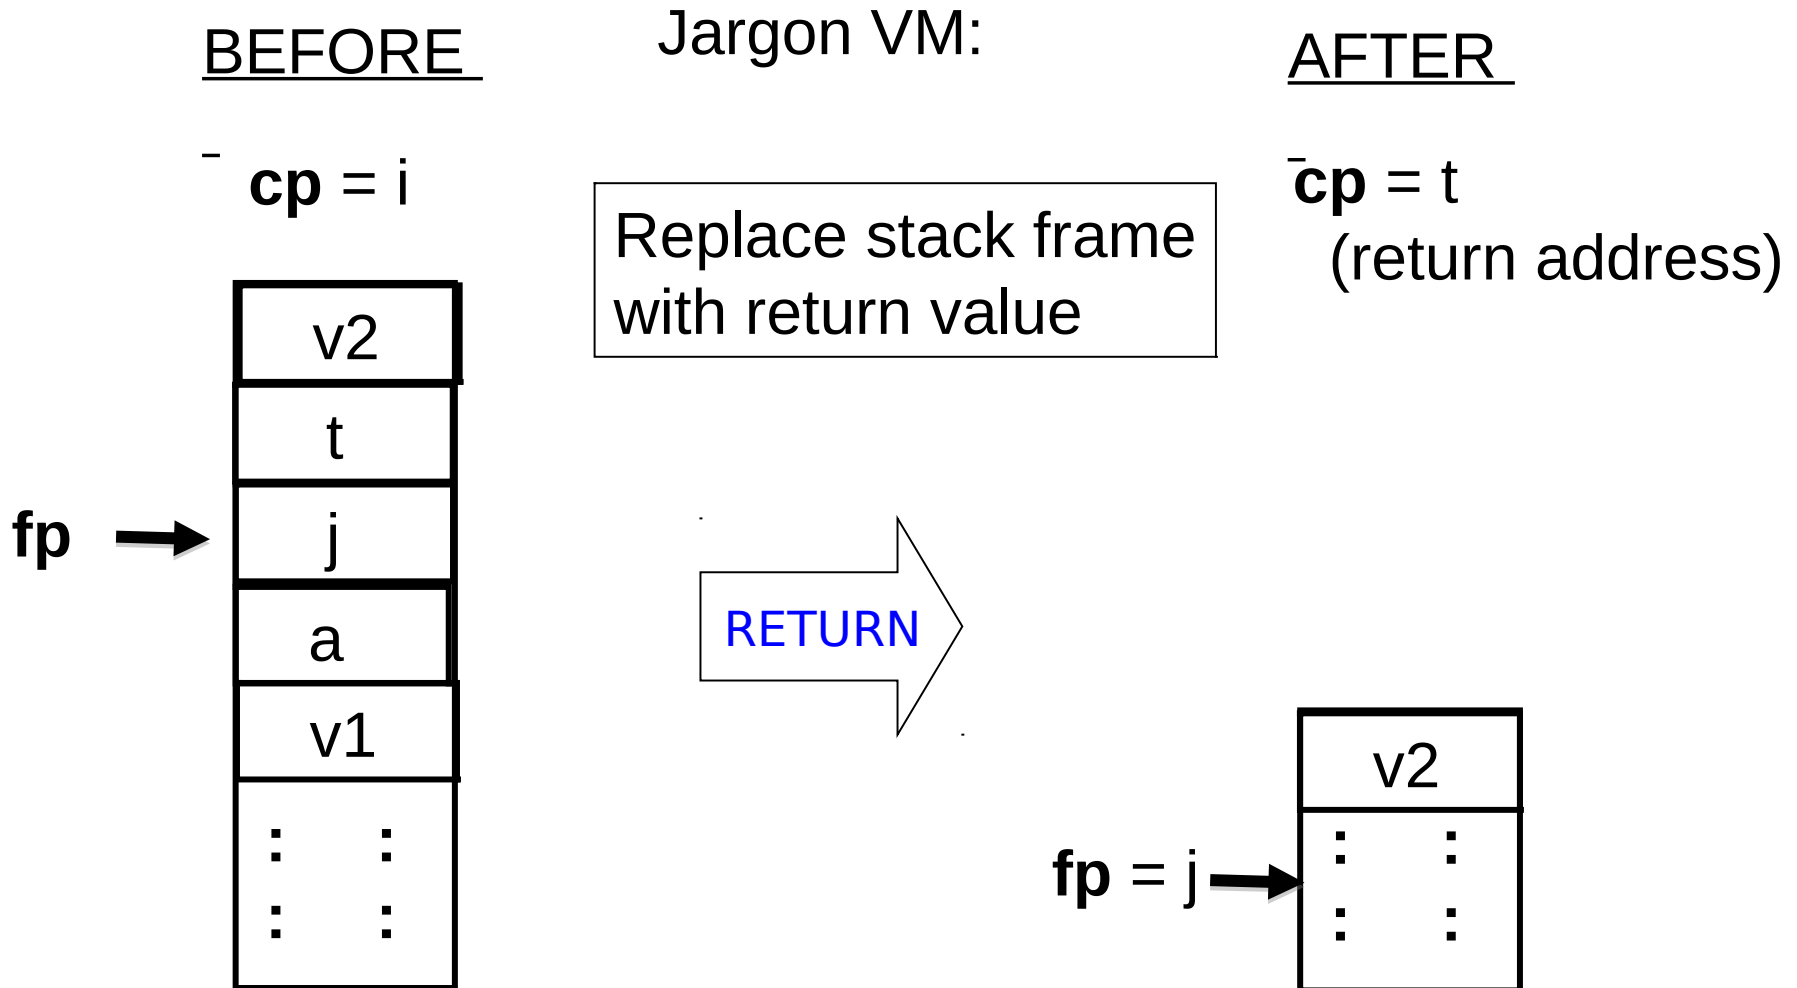 Jargon VM:
BEFORE
AFTER
cp = i
cp = t
(return address)
Replace stack frame
with return value
v2
t
fp
j
a
v1
: :
: :
RETURN
v2
fp = j
: :
: :